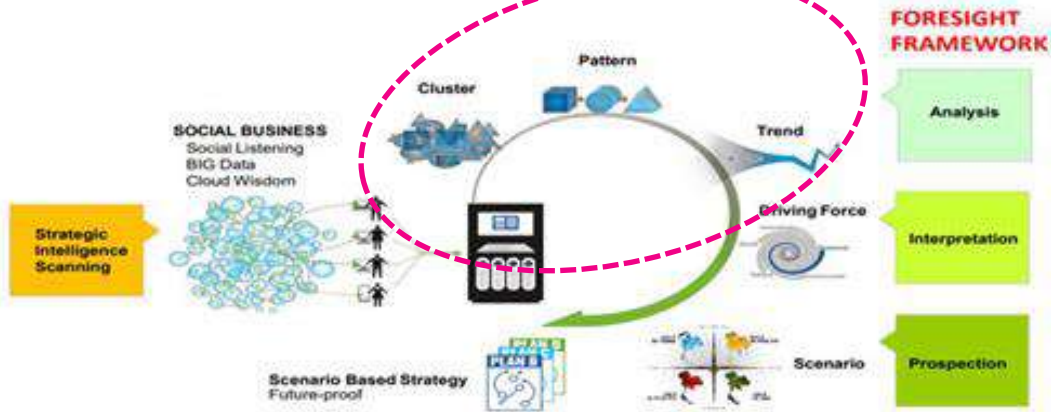 FORESIGHT
FRAMEWORK
Pattern
Cluster
Analysis
Trend
SOCIAL BUSINESS
Social Listening
BIG Data
Cloud Wisdom
Driving Force
Strategic
Intelligence
Scanning
Interpretation
PLAN B
Scenario
Prospection
Scenario Based Strategy
Future-proof